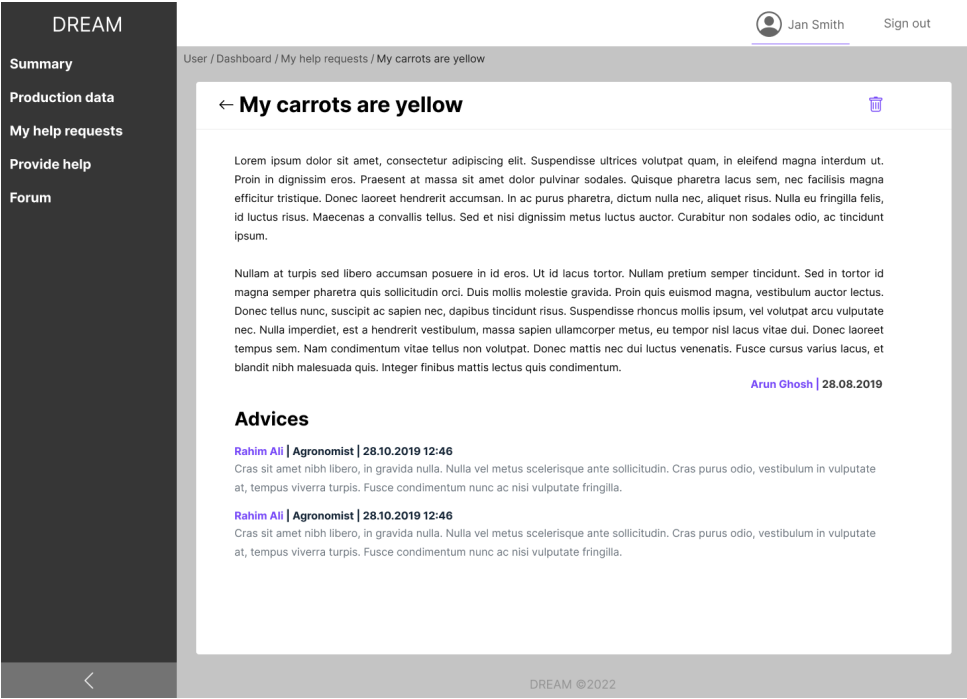 DREAM
Jan Smith
Sign out
Summary
Production data
My help requests
Provide help
Forum
User / Dashboard / My help requests / My carrots are yellow
My carrots are yellow
Lorem ipsum dolor sit amet, consectetur adipiscing elit. Suspendisse ultrices volutpat quam, in eleifend magna interdum ut.
Proin in dignissim eros. Praesent at massa sit amet dolor pulvinar sodales. Quisque pharetra lacus sem, nec facilisis magna
efficitur tristique. Donec laoreet hendrerit accumsan. In ac purus pharetra, dictum nulla nec, aliquet risus. Nulla eu fringilla felis,
id luctus risus. Maecenas a convallis tellus. Sed et nisi dignissim metus luctus auctor. Curabitur non sodales odio, ac tincidunt
ipsum.
Nullam at turpis sed libero accumsan posuere in id eros. Ut id lacus tortor. Nullam pretium semper tincidunt. Sed in tortor id
magna semper pharetra quis sollicitudin orci. Duis mollis molestie gravida. Proin quis euismod magna, vestibulum auctor lectus.
Donec tellus nunc, suscipit ac sapien nec, dapibus tincidunt risus. Suspendisse rhoncus mollis ipsum, vel volutpat arcu vulputate
nec. Nulla imperdiet, est a hendrerit vestibulum, massa sapien ullamcorper metus, eu tempor nisl lacus vitae dui. Donec laoreet
tempus sem. Nam condimentum vitae tellus non volutpat. Donec mattis nec dui luctus venenatis. Fusce cursus varius lacus, et
blandit nibh malesuada quis. Integer finibus mattis lectus quis condimentum.
Arun Ghosh | 28.08.2019
Advices
Rahim Ali | Agronomist | 28.10.2019 12:46
Cras sit amet nibh libero, in gravida nulla. Nulla vel metus scelerisque ante sollicitudin. Cras purus odio, vestibulum in vulputate
at, tempus viverra turpis. Fusce condimentum nunc ac nisi vulputate fringilla.
Rahim Ali | Agronomist | 28.10.2019 12:46
Cras sit amet nibh libero, in gravida nulla. Nulla vel metus scelerisque ante sollicitudin. Cras purus odio, vestibulum in vulputate
at, tempus viverra turpis. Fusce condimentum nunc ac nisi vulputate fringilla.
DREAM ©2022